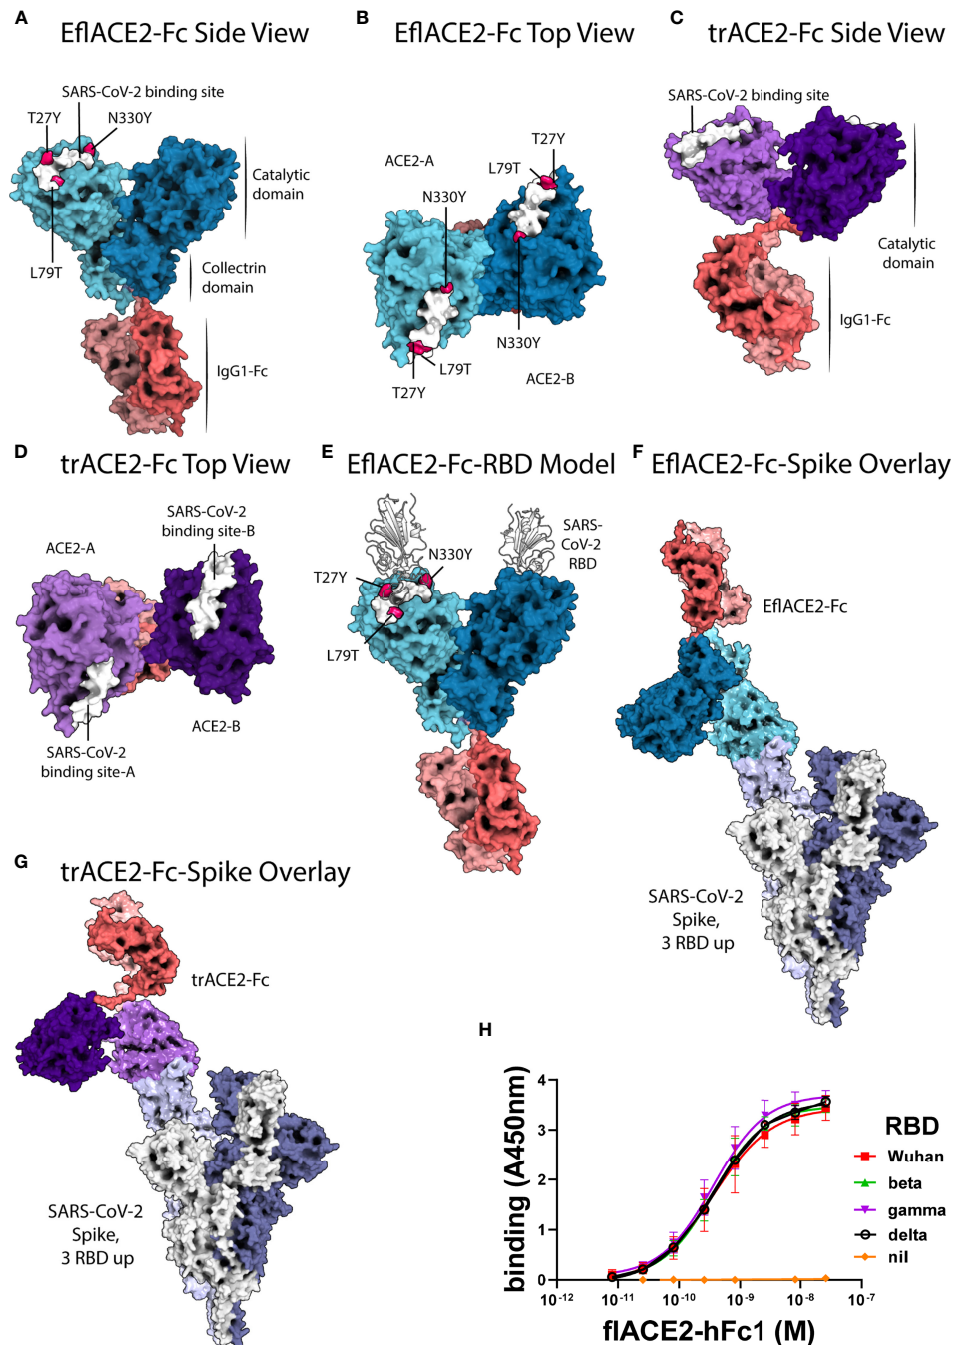 A
EflACE2-Fc Side View
SARS-CoV-2 binding site
T27Y
N330Y
L79T
Catalytic
domain
Collectrin
domain
IgG1-Fc
B
EflACE2-Fc Top View
T27Y
L79T
ACE2-A
N330Y
N330Y
L79T
T27Y
ACE2-B
C
trACE2-Fc Side View
SARS-CoV-2 binding site
Catalytic
domain
IgG1-Fc
D
trACE2-Fc Top View
SARS-CoV-2
binding site-B
ACE2-A
ACE2-B
SARS-CoV-2
binding site-A
E
EflACE2-Fc-RBD Model
SARS-
CoV-2
RBD
N330Y
T27Y
L79T
F
EflACE2-Fc-Spike Overlay
EflACE2-Fc
SARS-CoV-2
Spike,
3 RBD up
G
trACE2-Fc-Spike Overlay
trACE2-Fc
SARS-CoV-2
Spike,
3 RBD up
H
binding (A450nm)
4
3
2
1
0
10-12
10-11
10-10
10-9
10-8
10-7
flACE2-hFc1 (M)
RBD
Wuhan
beta
gamma
delta
nil